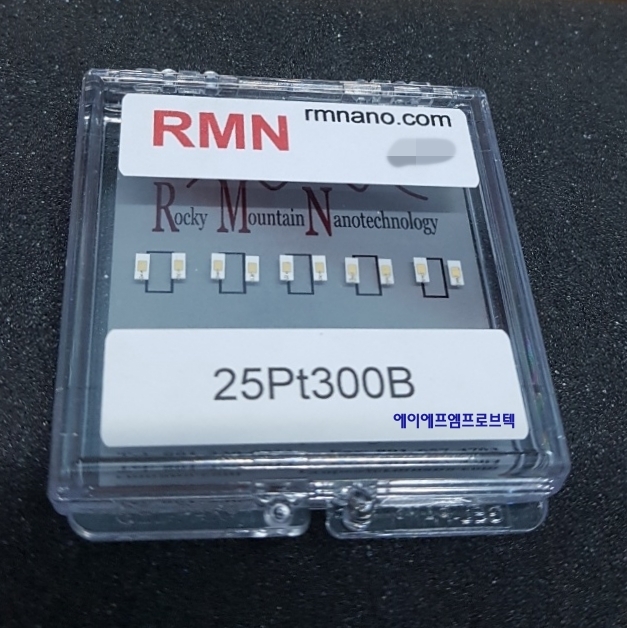 RMN rmnano.com
Rocky Mountain Nanotechnology
25Pt300B
에이에프엠프로브텍